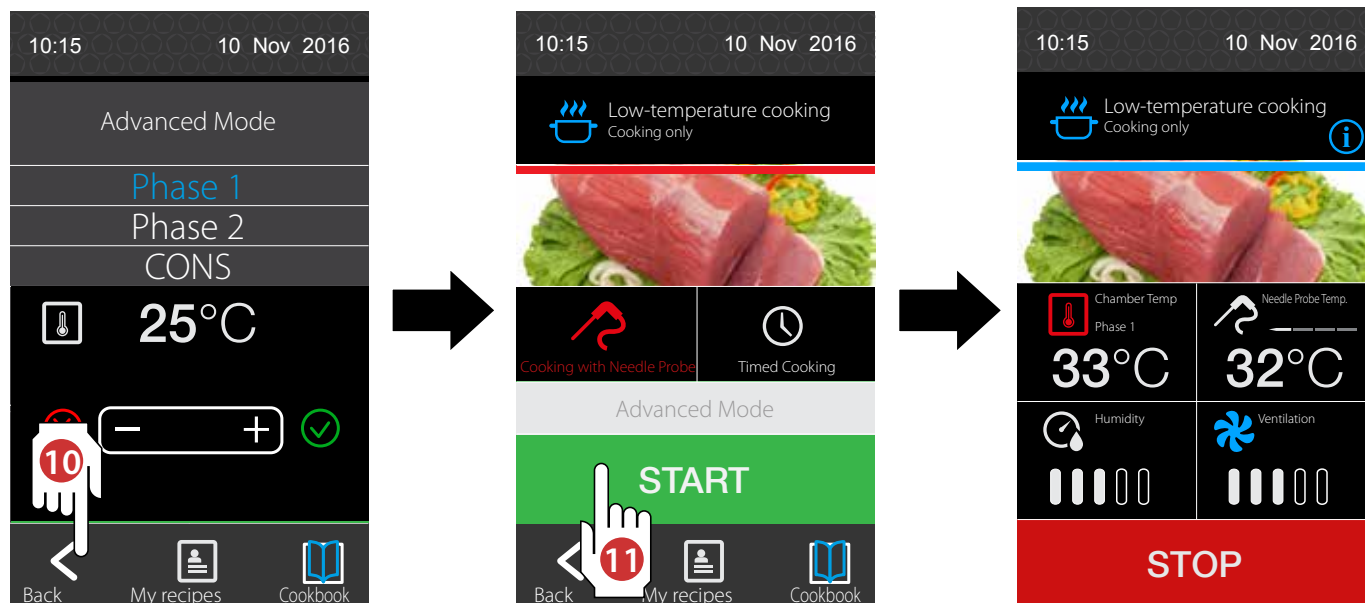 10:15 10 Nov 2016
Advanced Mode
Phase 1
Phase 2
CONS
25°C
10
Back My recipes Cookbook
10:15 10 Nov 2016
Low-temperature cooking
Cooking only
Cooking with Needle Probe Timed Cooking
Advanced Mode
START
11
Back My recipes Cookbook
10:15 10 Nov 2016
Low-temperature cooking
Cooking only
i
Chamber Temp Needle Probe Temp.
Phase 1
33°C 32°C
Humidity Ventilation
STOP